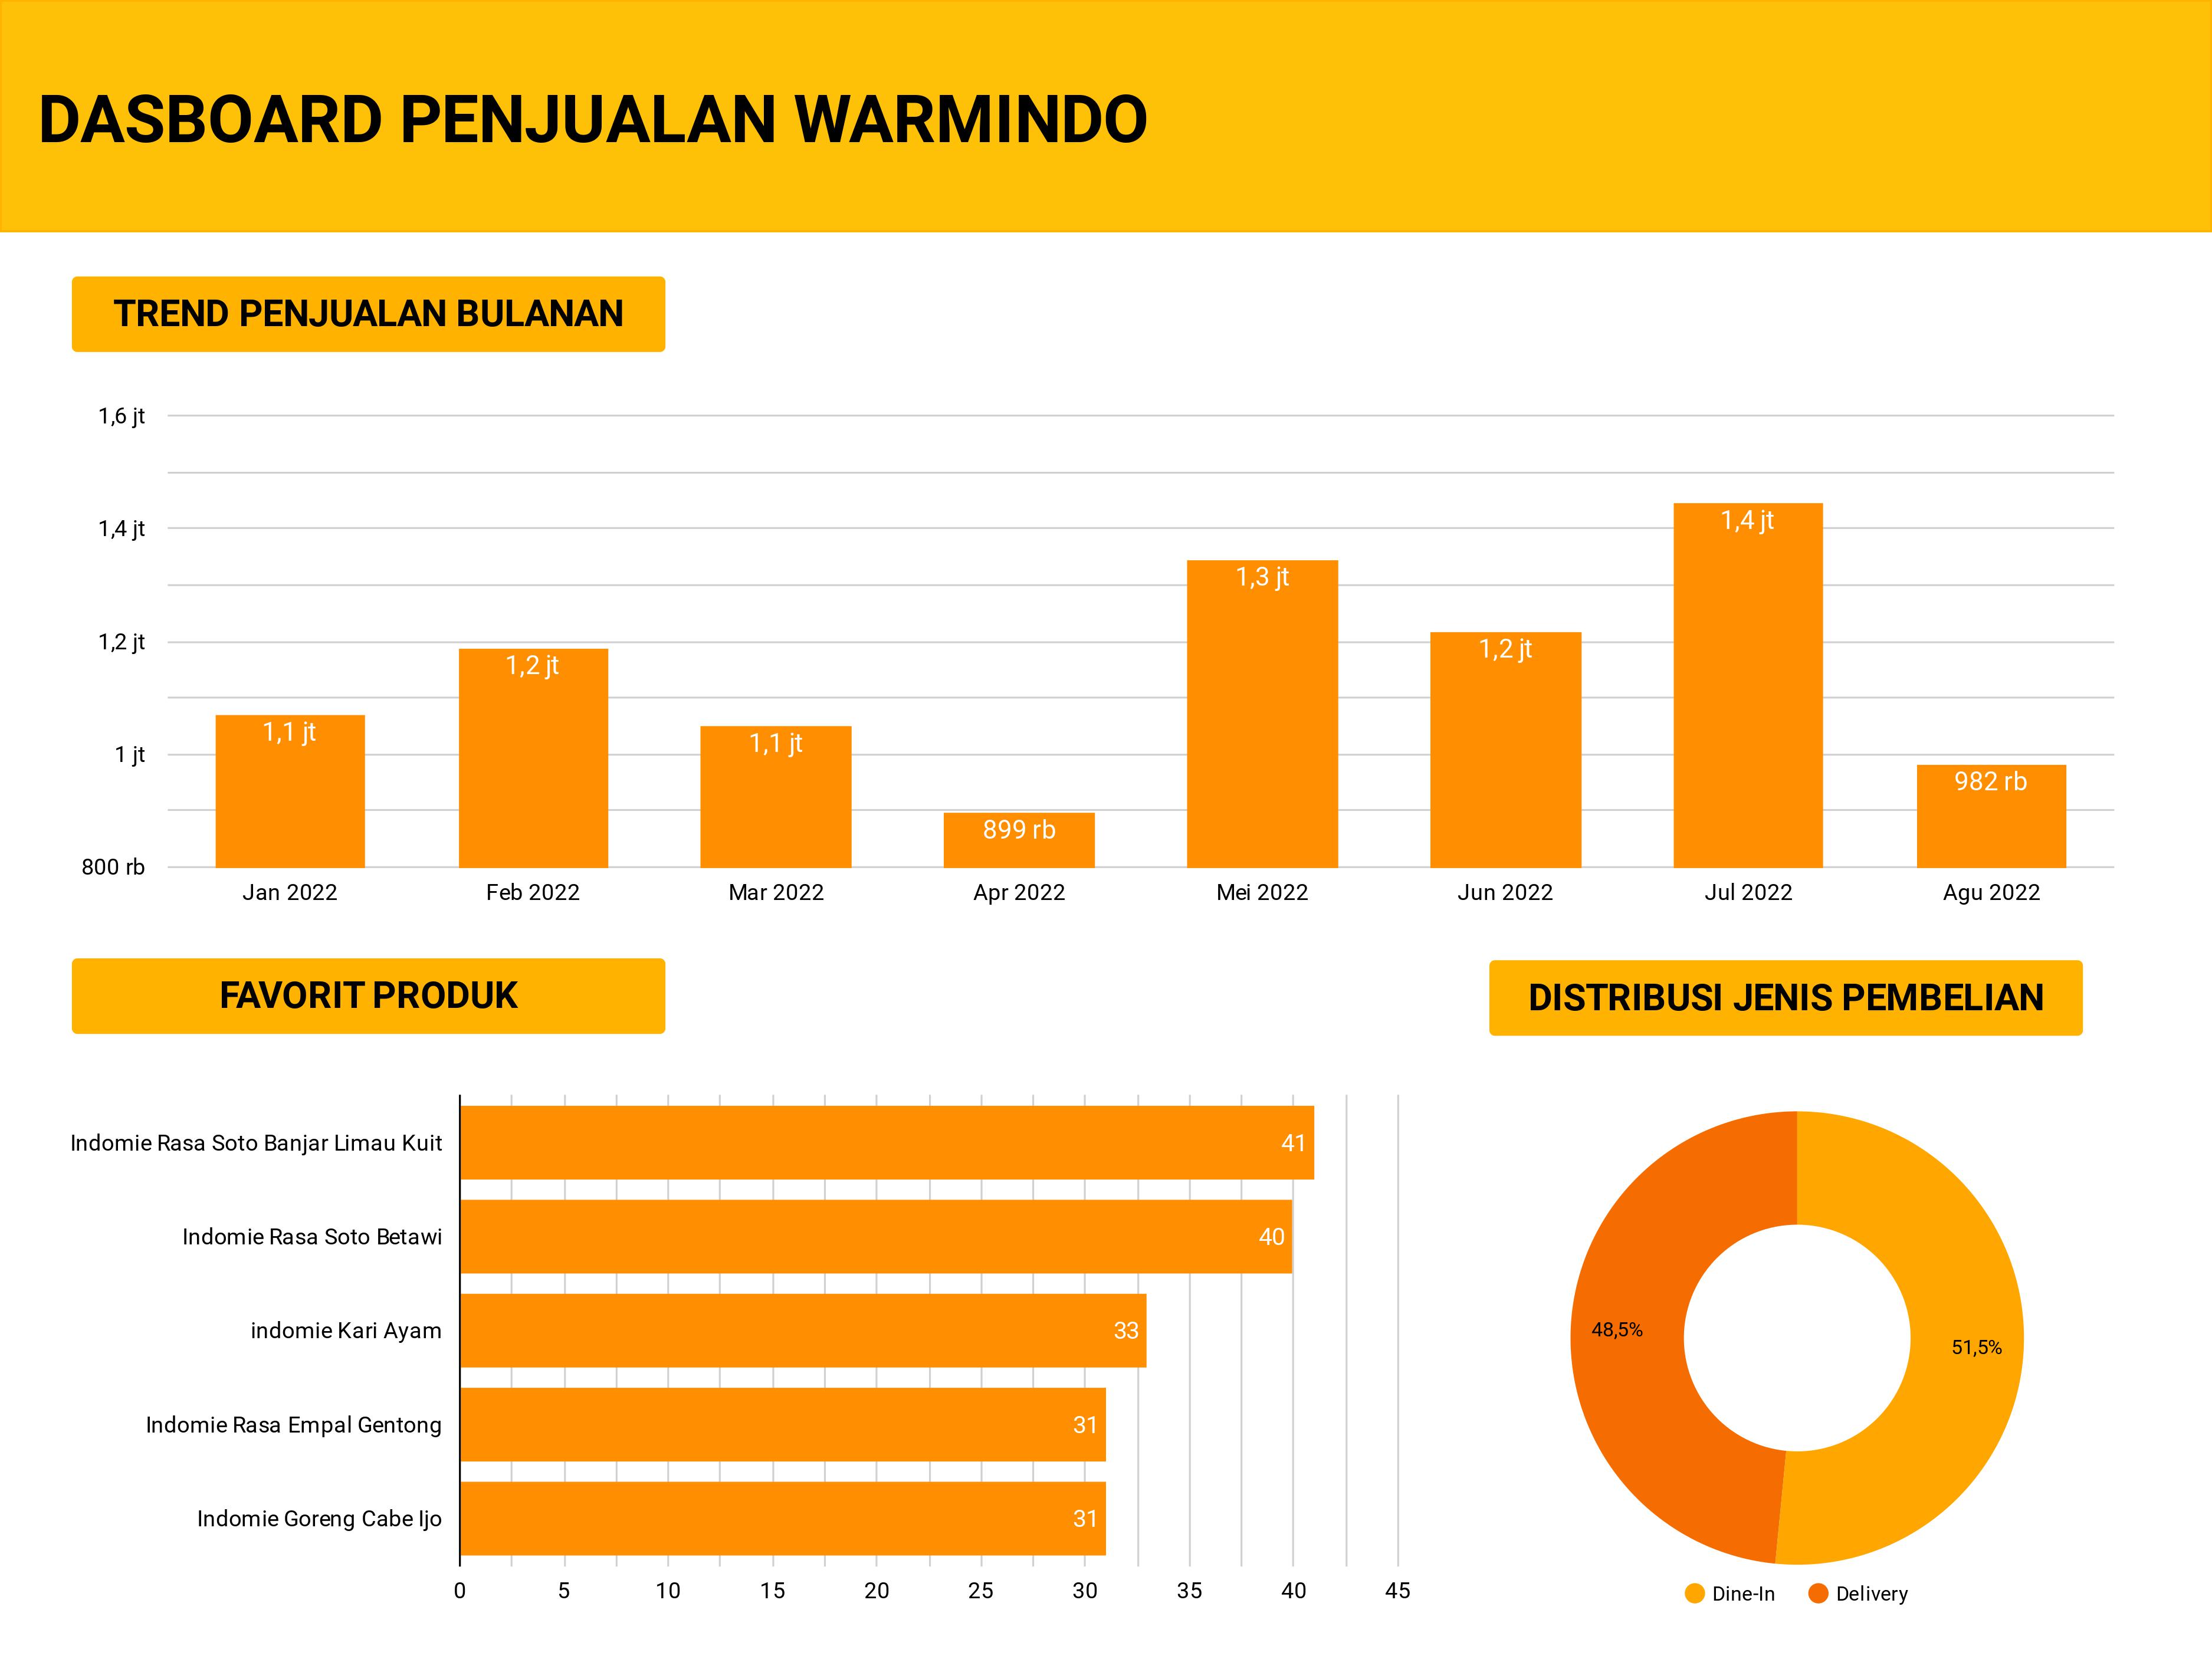 DASBOARD PENJUALAN WARMINDO
TREND PENJUALAN BULANAN
1,6 jt
1,4 jt
1,2 jt
1 jt
800 rb
1,1 jt
1,2 jt
1,1 jt
899 rb
1,3 jt
1,2 jt
1,4 jt
982 rb
Jan 2022
Feb 2022
Mar 2022
Apr 2022
Mei 2022
Jun 2022
Jul 2022
Agu 2022
FAVORIT PRODUK
Indomie Rasa Soto Banjar Limau Kuit
41
Indomie Rasa Soto Betawi
40
indomie Kari Ayam
33
Indomie Rasa Empal Gentong
31
Indomie Goreng Cabe Ijo
31
0
5
10
15
20
25
30
35
40
45
DISTRIBUSI JENIS PEMBELIAN
48,5%
51,5%
Dine-In
Delivery